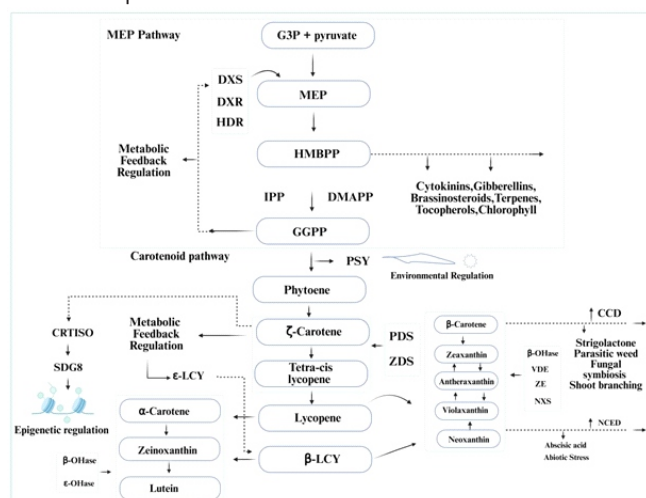 MEP Pathway
G3P + pyruvate
DXS
DXR
HDR
MEP
HMBPP
Metabolic
Feedback
Regulation
Cytokinins,Gibberellins,
Brassinosteroids,Terpenes,
Tocopherols,Chlorophyll
IPP
DMAPP
GGPP
Carotenoid pathway
PSY
Environmental Regulation
Phytoene
CRTISO
SDG8
Epigenetic regulation
Metabolic
Feedback
Regulation
ε-LCY
ζ-Carotene
PDS
ZDS
Tetra-cis
lycopene
Lycopene
β-LCY
α-Carotene
Zeinoxanthin
Lutein
β-OHase
ε-OHase
β-Carotene
Zeaxanthin
Antheraxanthin
Violaxanthin
Neoxanthin
β-OHase
VDE
ZE
NXS
CCD
Strigolactone
Parasitic weed
Fungal
symbiosis
Shoot branching
NCED
Abscisic acid
Abiotic Stress